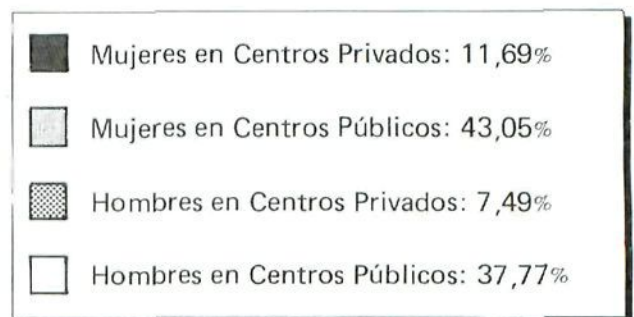 Mujeres en Centros Privados: 11,69%
Mujeres en Centros Públicos: 43,05%
Hombres en Centros Privados: 7,49%
Hombres en Centros Públicos: 37,77%